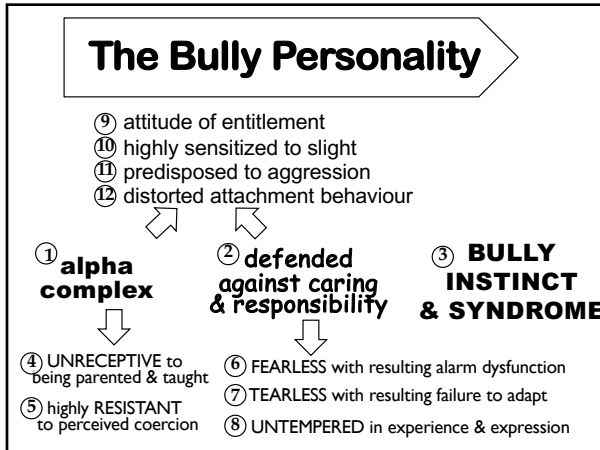 The Bully Personality
⑨ attitude of entitlement
⑩ highly sensitized to slight
⑪ predisposed to aggression
⑫ distorted attachment behaviour
① alpha
complex
② defended
against caring
& responsibility
③ BULLY
INSTINCT
& SYNDROME
④ UNRECEPTIVE to
being parented & taught
⑤ highly RESISTANT
to perceived coercion
⑥ FEARLESS with resulting alarm dysfunction
⑦ TEARLESS with resulting failure to adapt
⑧ UNTEMPERED in experience & expression